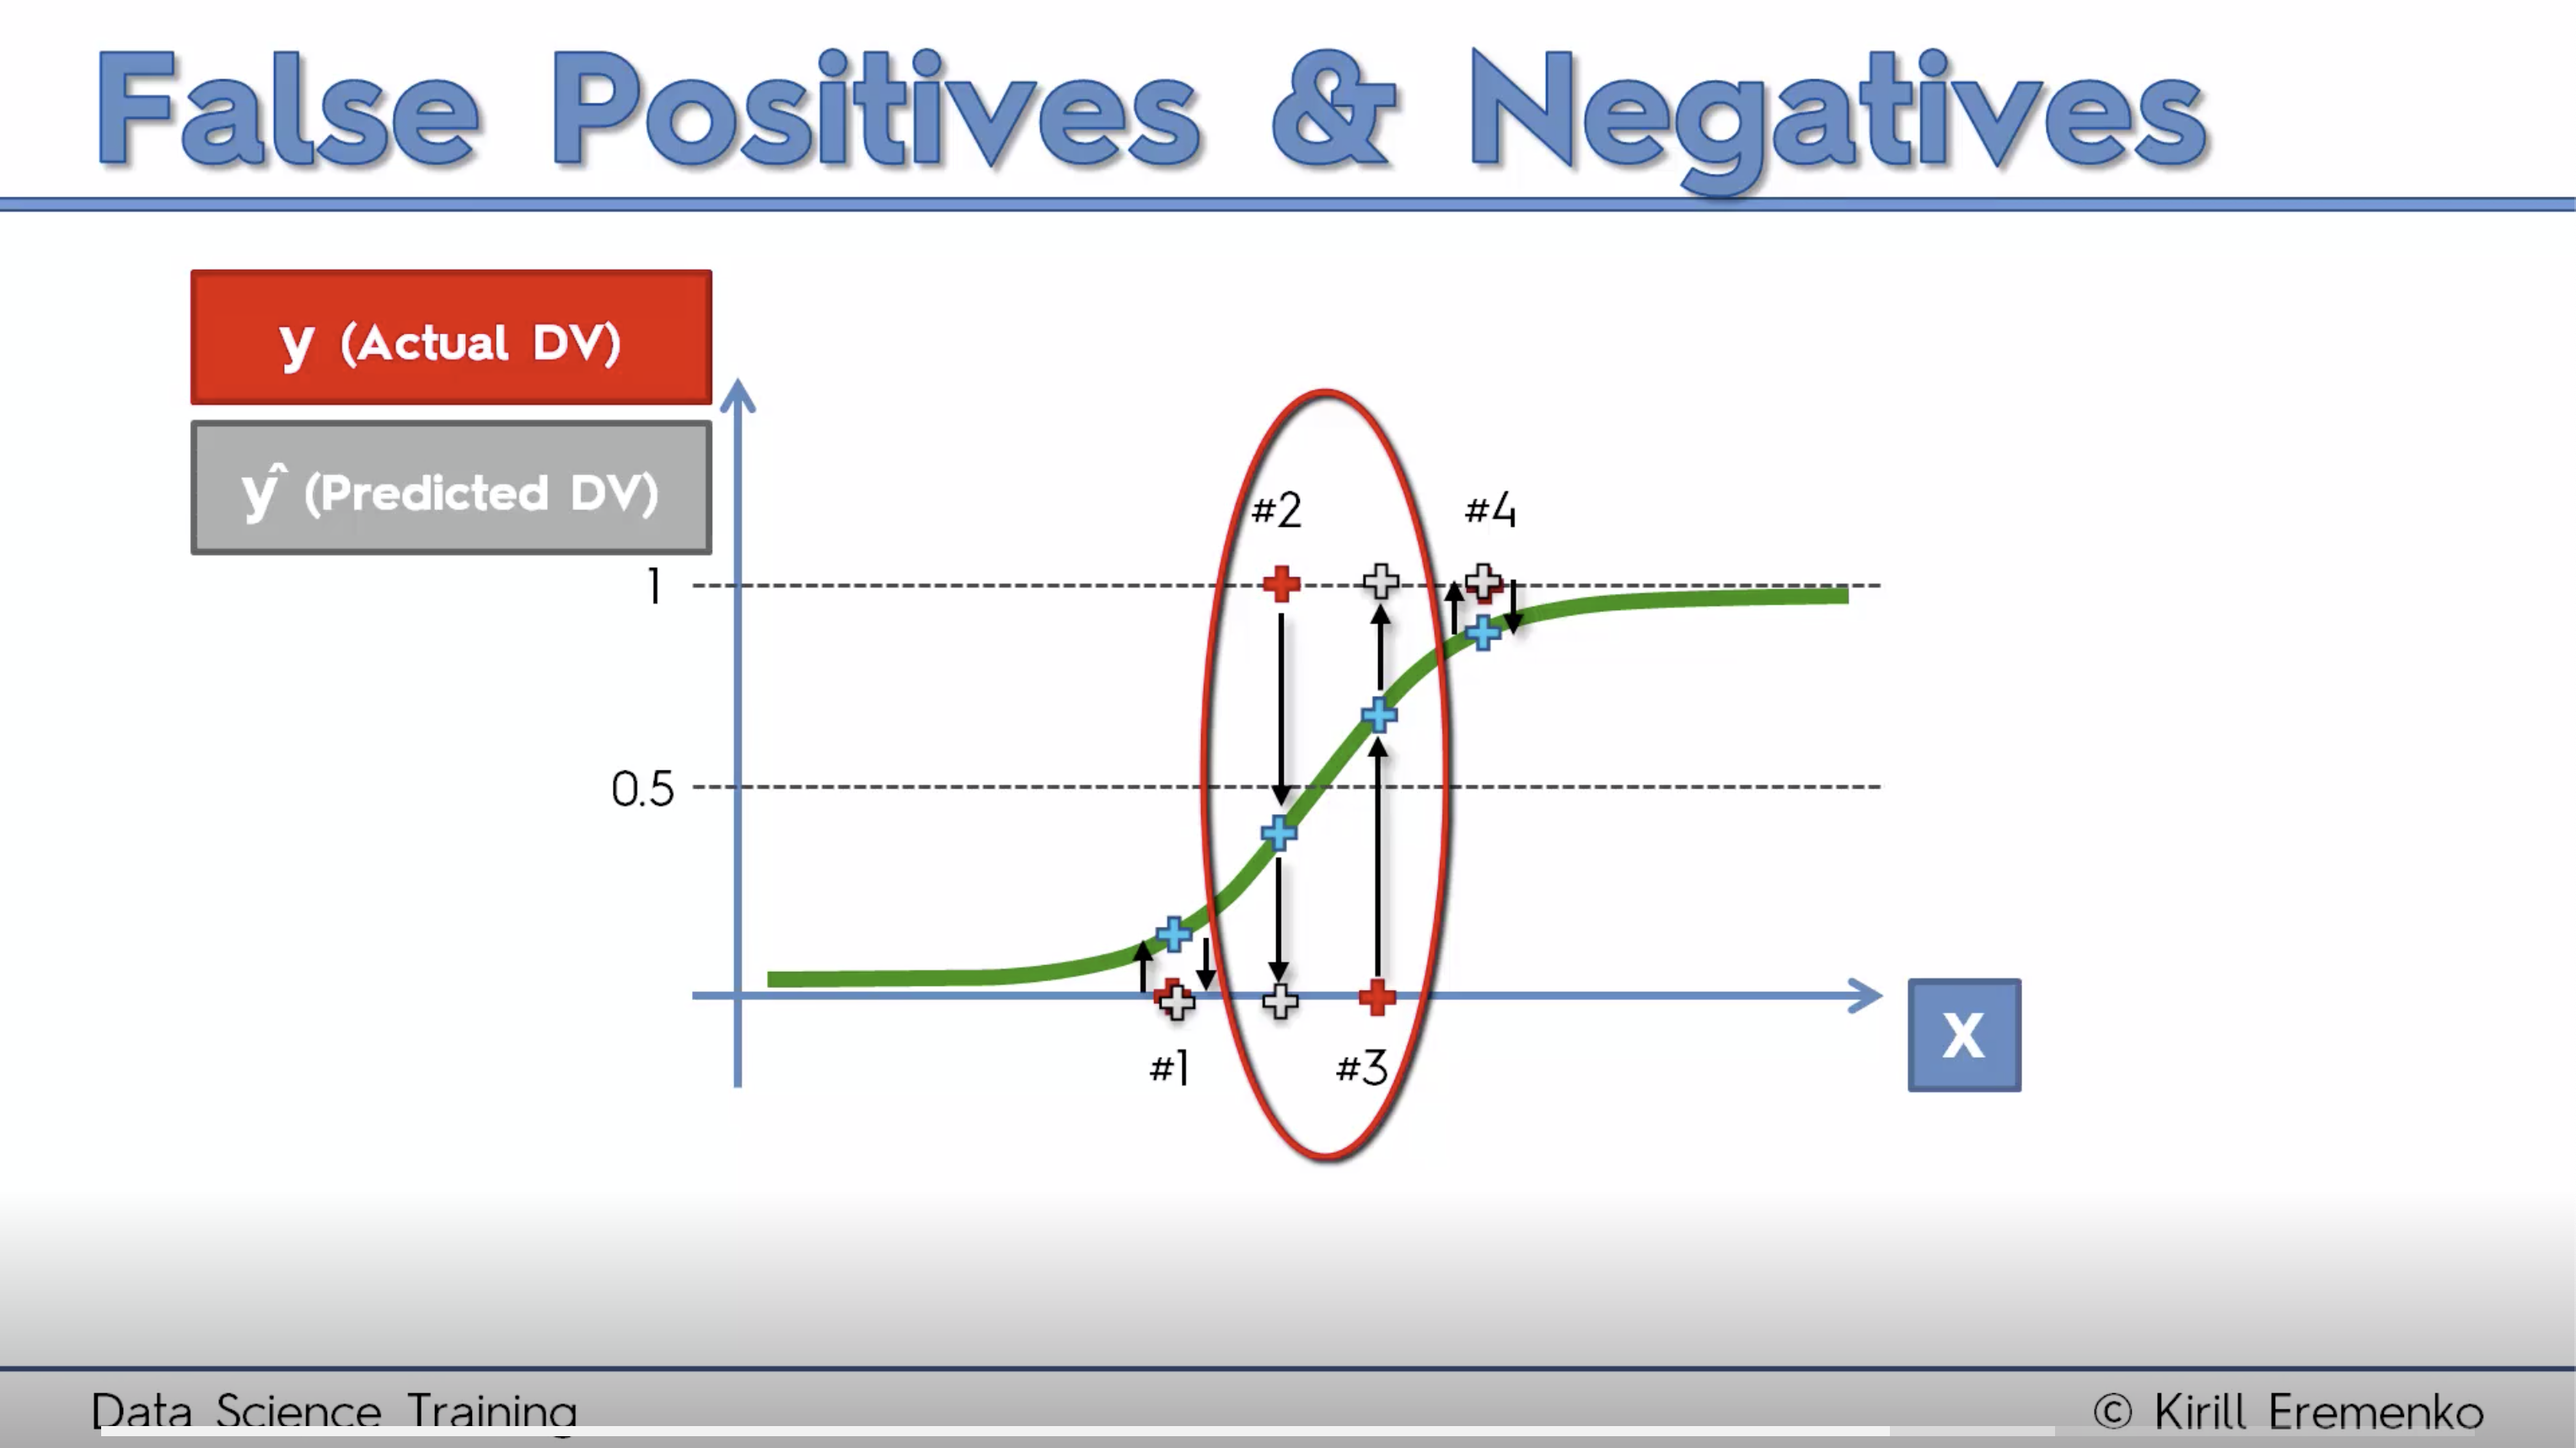 False Positives & Negatives
y (Actual DV)
ŷ (Predicted DV)
#2
#4
1
0.5
#1
#3
X
Data Science Training
© Kirill Eremenko